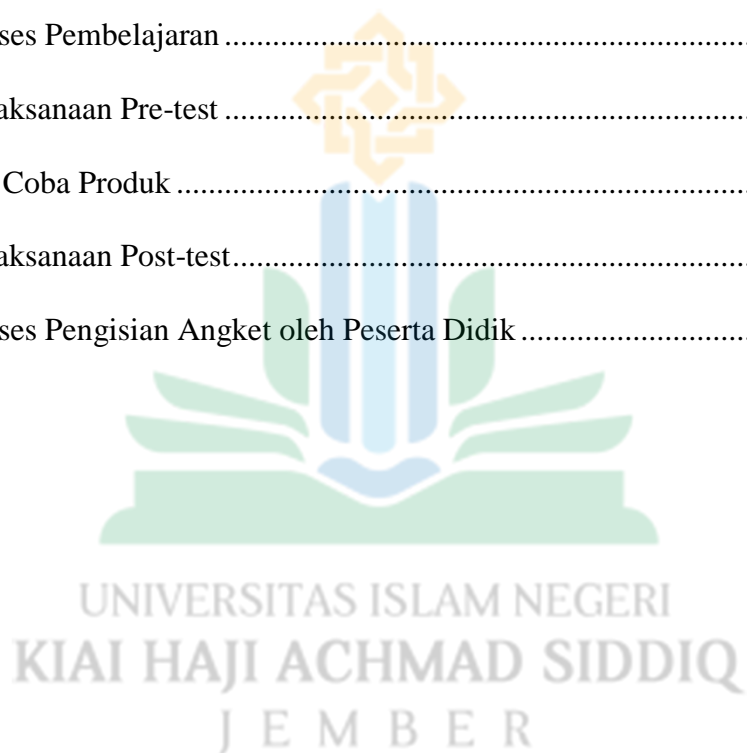 ses Pembelajaran ................................................................
aksanaan Pre-test ................................................................
Coba Produk ......................................................................
aksanaan Post-test................................................................
ses Pengisian Angket oleh Peserta Didik ............................
UNIVERSITAS ISLAM NEGERI
KIAI HAJI ACHMAD SIDDIQ
JEMBER